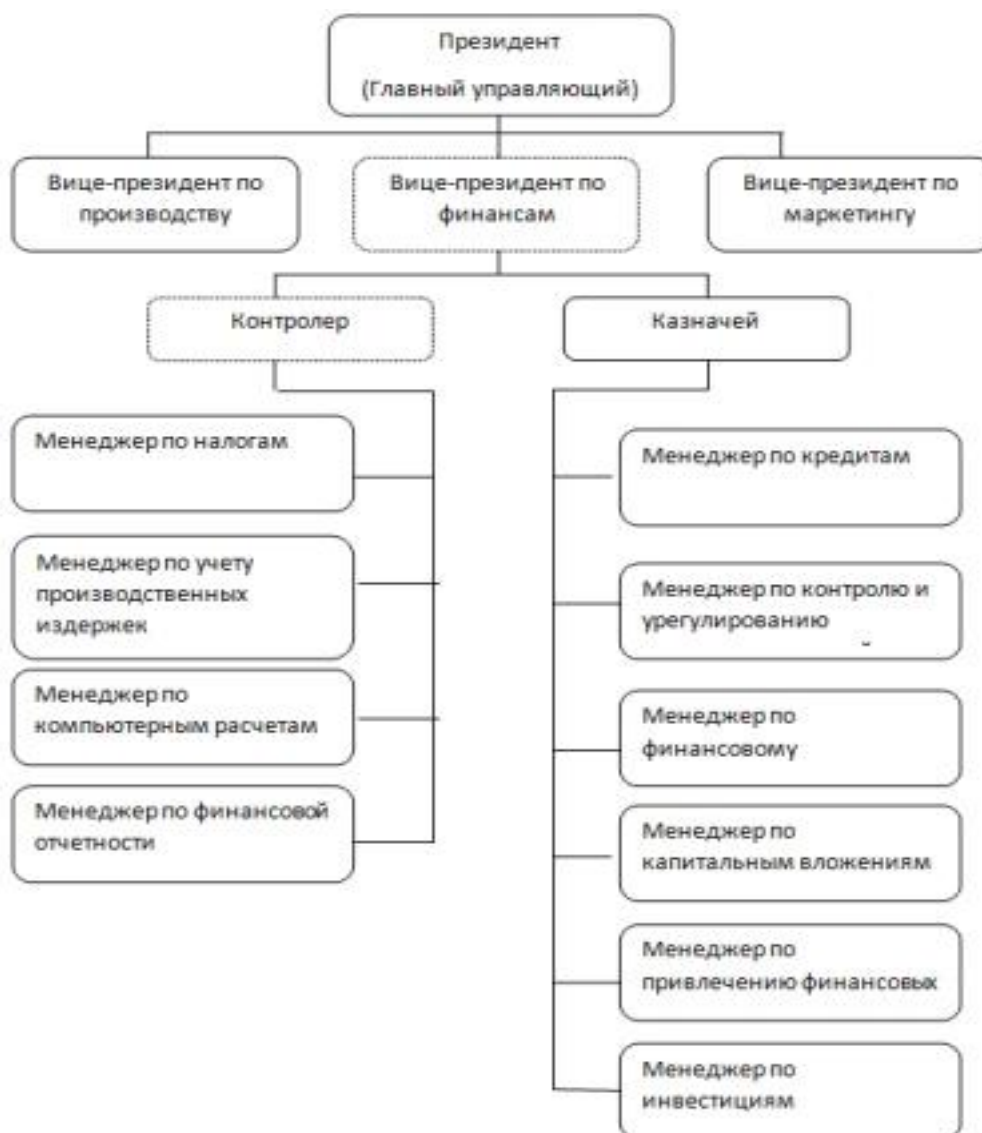 Президент
(Главный управляющий)
Вице-президент по
производству
Вице-президент по
финансам
Вице-президент по
маркетингу
Контролер
Казначей
Менеджер по налогам
Менеджер по учету
производственных
издержек
Менеджер по
компьютерным расчетам
Менеджер по финансовой
отчетности
Менеджер по кредитам
Менеджер по контролю и
урегулированию
Менеджер по
финансовому
Менеджер по
капитальным вложениям
Менеджер по
привлечению финансовых
Менеджер по
инвестициям